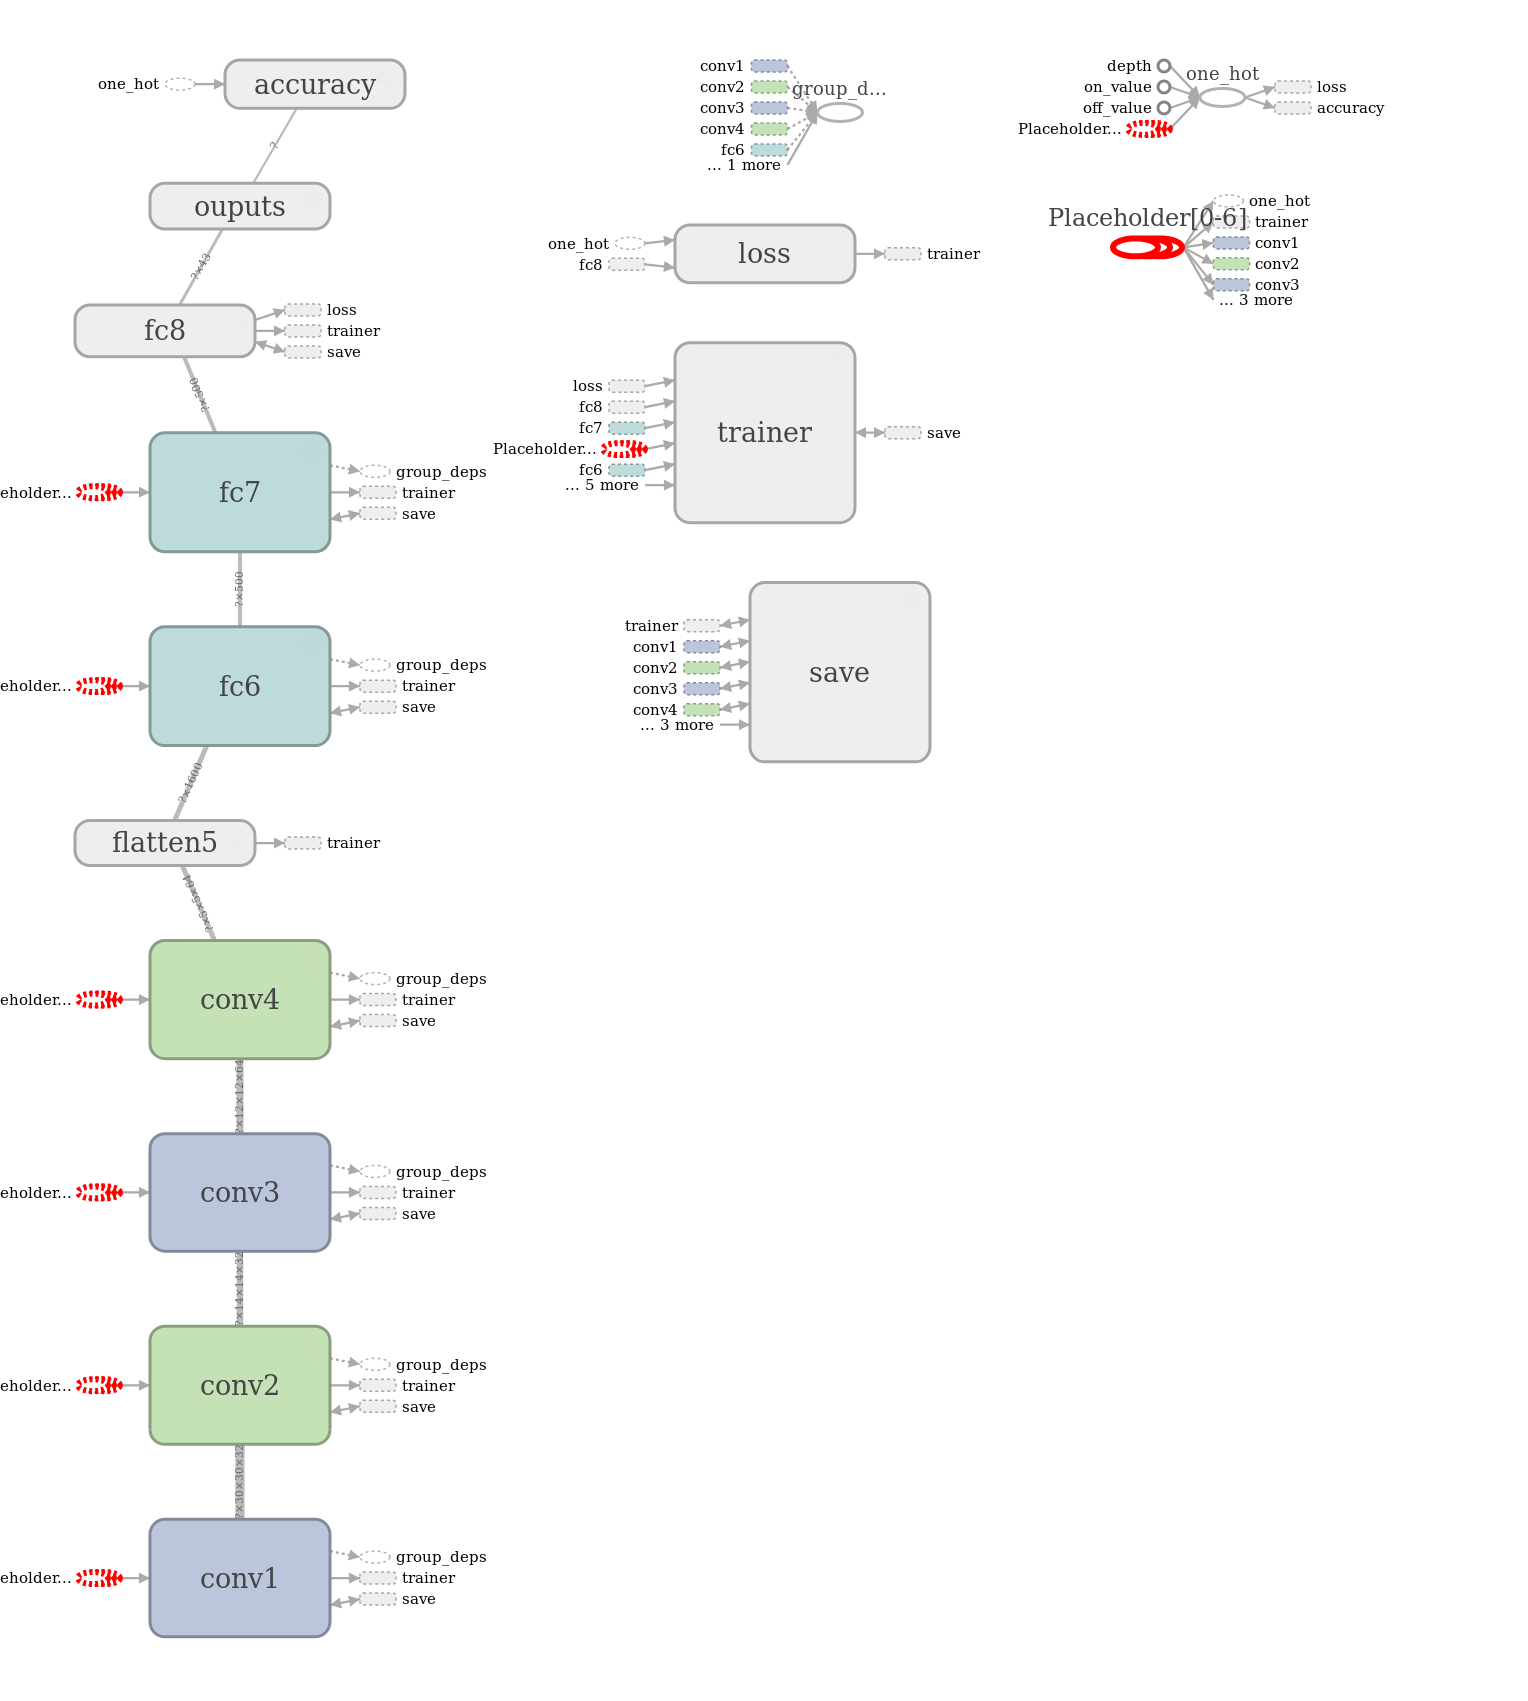 one_hot
accuracy
?
ouputs
?×43
fc8
loss
trainer
save
?×500
eholder...
fc7
group_deps
trainer
save
?×500
eholder...
fc6
group_deps
trainer
save
?×1600
flatten5
trainer
?×5×5×64
eholder...
conv4
group_deps
trainer
save
?×12×12×64
eholder...
conv3
group_deps
trainer
save
?×14×14×32
eholder...
conv2
group_deps
trainer
save
?×30×30×32
eholder...
conv1
group_deps
trainer
save
conv1
conv2
conv3
conv4
fc6
... 1 more
group_d...
one_hot
fc8
loss
trainer
loss
fc8
fc7
Placeholder...
fc6
... 5 more
trainer
save
trainer
conv1
conv2
conv3
conv4
... 3 more
save
depth
on_value
off_value
Placeholder...
one_hot
loss
accuracy
Placeholder[0-6]
one_hot
trainer
conv1
conv2
conv3
... 3 more